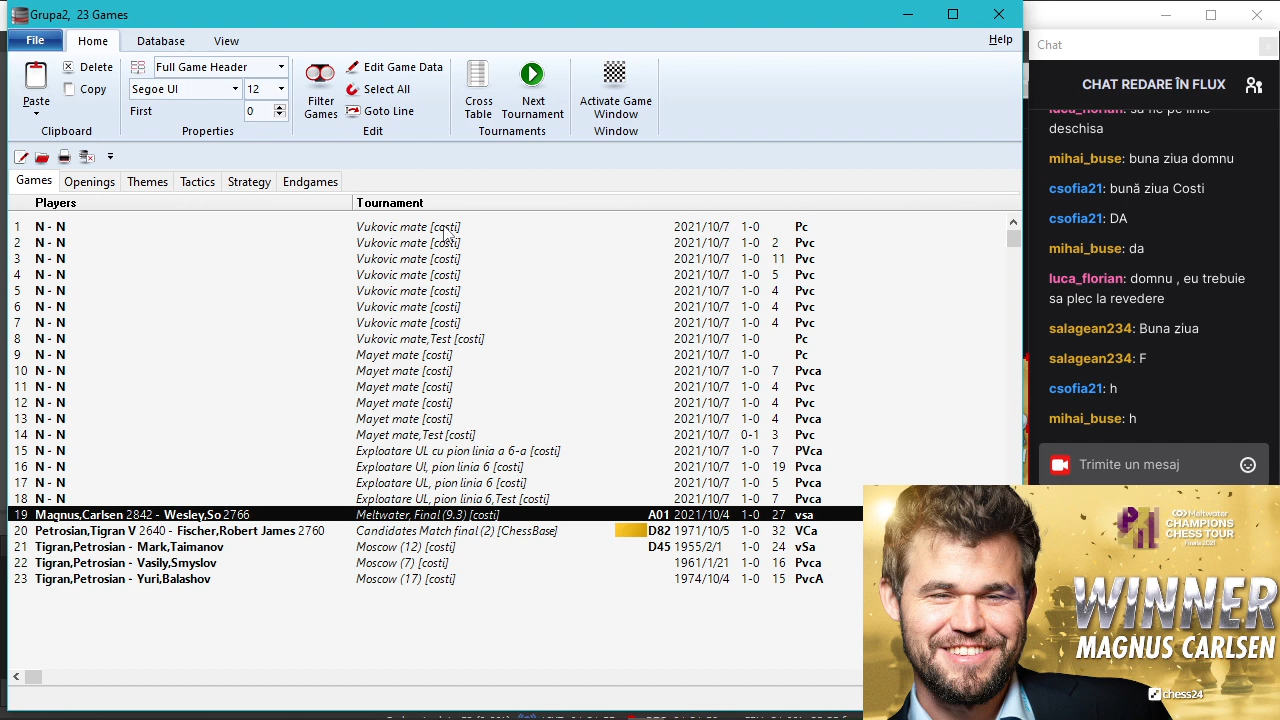 Grupa2, 23 Games
File Home Database View Help
Paste
Delete
Copy
Clipboard
Full Game Header
Segoe UI 12
First 0
Properties
Filter Games
Edit Game Data
Select All
Goto Line
Edit
Cross Table
Next Tournament
Tournaments
Activate Game Window
Window
Games Openings Themes Tactics Strategy Endgames
Players Tournament
1 N - N Vukovic mate [costi] 2021/10/7 1-0 Pc
2 N - N Vukovic mate [costi] 2021/10/7 1-0 2 Pvc
3 N - N Vukovic mate [costi] 2021/10/7 1-0 11 Pvc
4 N - N Vukovic mate [costi] 2021/10/7 1-0 5 Pvc
5 N - N Vukovic mate [costi] 2021/10/7 1-0 4 Pvc
6 N - N Vukovic mate [costi] 2021/10/7 1-0 4 Pvc
7 N - N Vukovic mate [costi] 2021/10/7 1-0 4 Pvc
8 N - N Vukovic mate,Test [costi] 2021/10/7 1-0 Pc
9 N - N Mayet mate [costi] 2021/10/7 1-0 Pc
10 N - N Mayet mate [costi] 2021/10/7 1-0 7 Pvca
11 N - N Mayet mate [costi] 2021/10/7 1-0 4 Pvc
12 N - N Mayet mate [costi] 2021/10/7 1-0 4 Pvc
13 N - N Mayet mate [costi] 2021/10/7 1-0 4 Pvca
14 N - N Mayet mate,Test [costi] 2021/10/7 0-1 3 Pvc
15 N - N Exploatare UL cu pion linia a 6-a [costi] 2021/10/7 1-0 7 PVca
16 N - N Exploatare Ul, pion linia 6 [costi] 2021/10/7 1-0 19 Pvca
17 N - N Exploatare UL, pion linia 6 [costi] 2021/10/7 1-0 5 Pvca
18 N - N Exploatare UL, pion linia 6,Test [costi] 2021/10/7 1-0 7 Pvca
19 Magnus,Carlsen 2842 - Wesley,So 2766 Meltwater, Final (9.3) [costi] A01 2021/10/4 1-0 27 vsa
20 Petrosian,Tigran V 2640 - Fischer,Robert James 2760 Candidates Match final (2) [ChessBase] D82 1971/10/5 1-0 32 VCa
21 Tigran,Petrosian - Mark,Taimanov Moscow (12) [costi] D45 1955/2/1 1-0 24 vSa
22 Tigran,Petrosian - Vasily,Smyslov Moscow (7) [costi] 1961/1/21 1-0 16 Pvca
23 Tigran,Petrosian - Yuri,Balashov Moscow (17) [costi] 1974/10/4 1-0 15 PvcA
Chat
CHAT REDARE ÎN FLUX
luca_florian: sa ne pe linie
deschisa
mihai_buse: buna ziua domnu
csofia21: bună ziua Costi
csofia21: DA
mihai_buse: da
luca_florian: domnu , eu trebuie
sa plec la revedere
salagean234: Buna ziua
salagean234: F
csofia21: h
mihai_buse: h
Trimite un mesaj
Meltwater
CHAMPIONS
CHESS TOUR
WINNER
MAGNUS CARLSEN
chess24